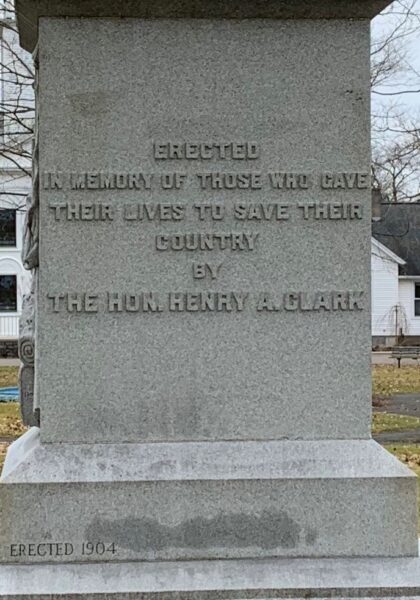 ERECTED
IN MEMORY OF THOSE WHO GAVE
THEIR LIVES TO SAVE THEIR
COUNTRY
BY
THE HON. HENRY A. CLARK
ERECTED 1904